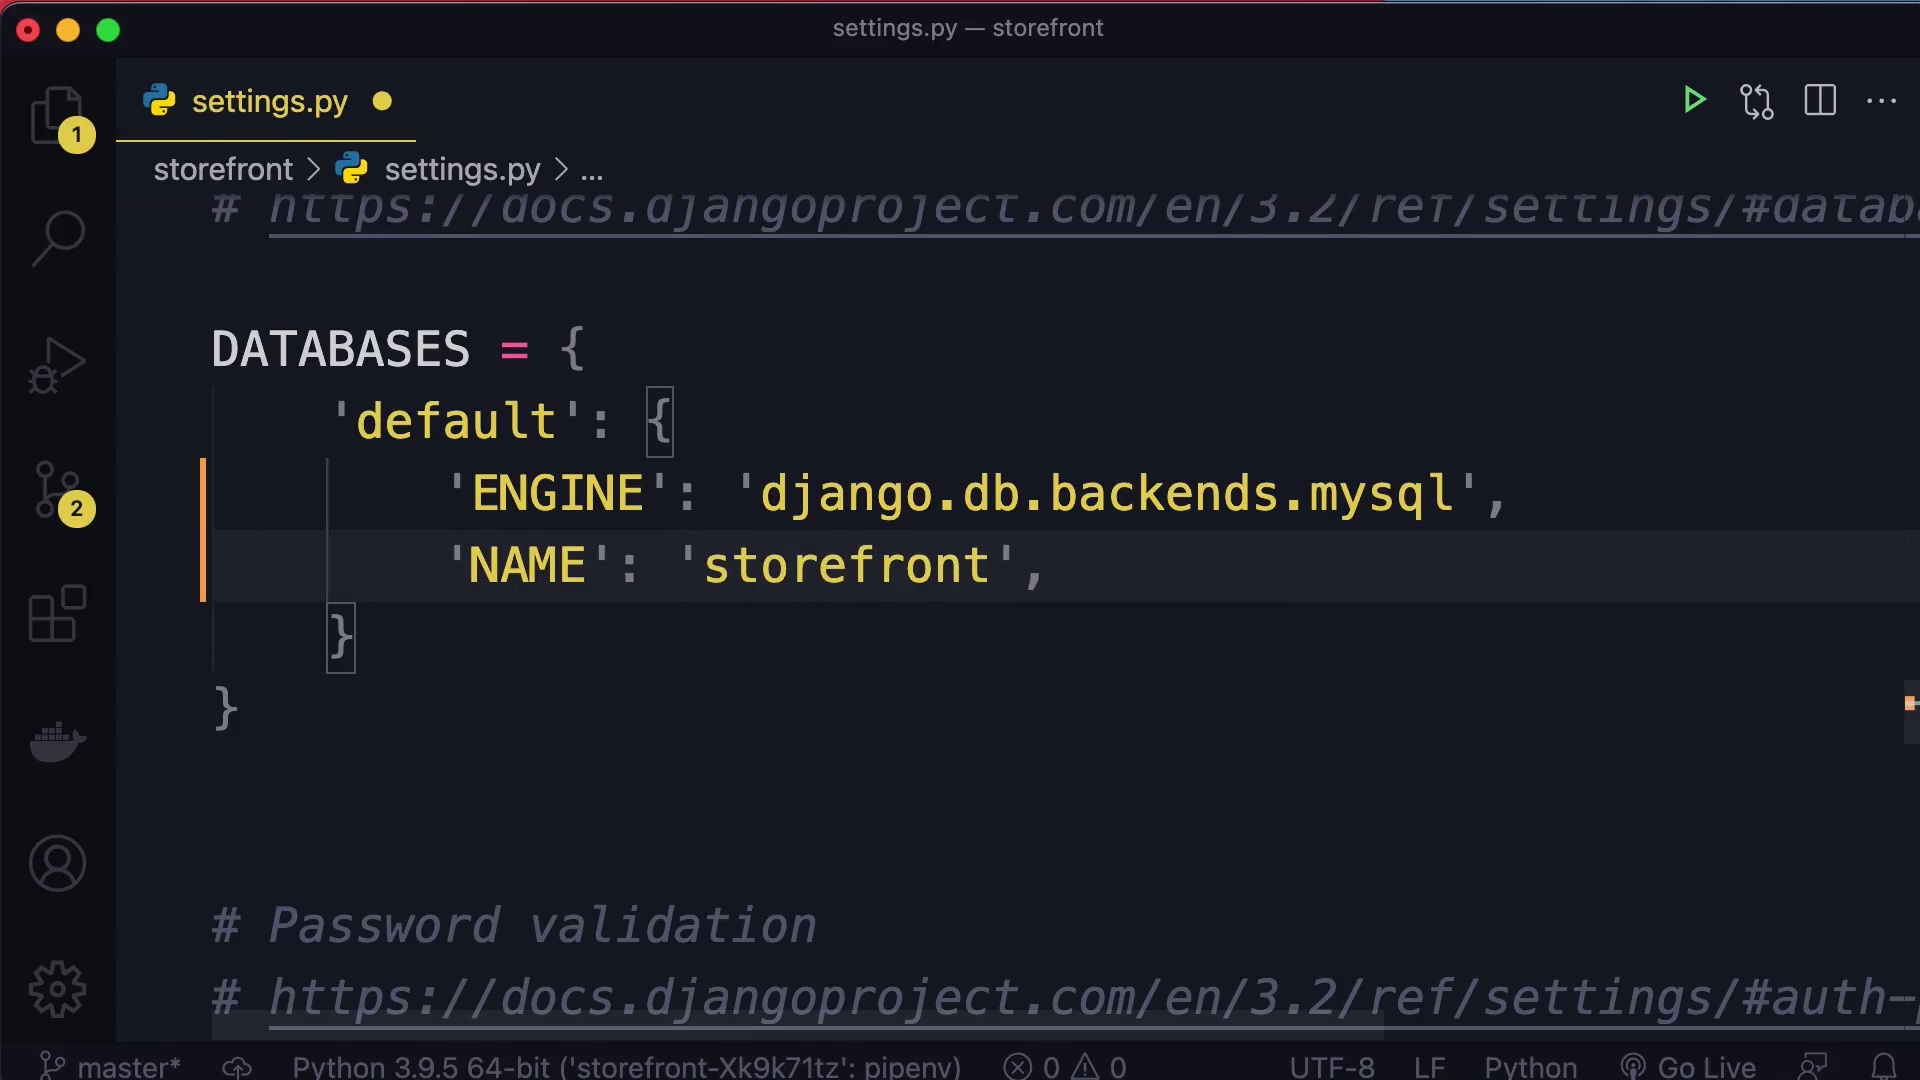 settings.py — storefront
settings.py
1
storefront > settings.py > ...
# https://docs.djangoproject.com/en/3.2/ref/settings/#datab
DATABASES = {
'default': {
'ENGINE': 'django.db.backends.mysql',
'NAME': 'storefront',
}
}
2
# Password validation
# https://docs.djangoproject.com/en/3.2/ref/settings/#auth-
master* Python 3.9.5 64-bit ('storefront-Xk9k71tz': pipenv) 0 0 UTF-8 LF Python Go Live